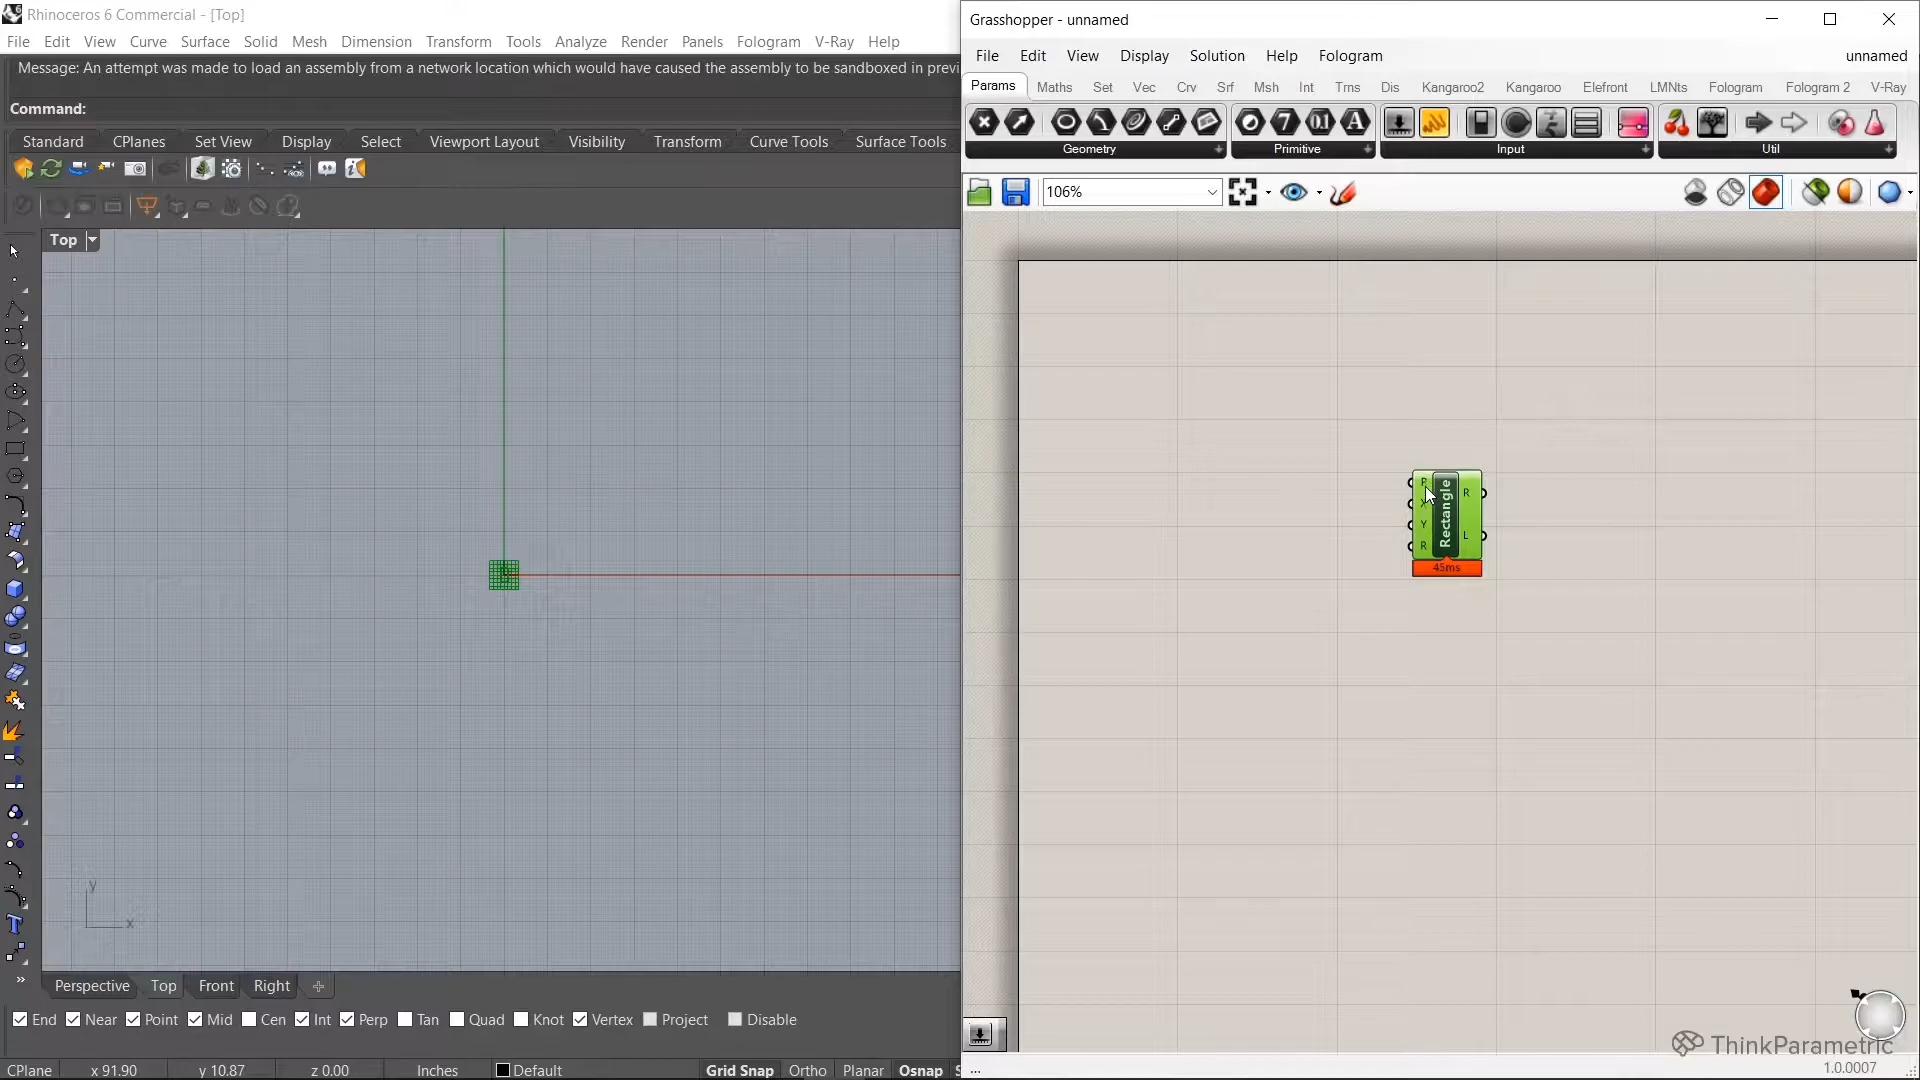 Rhinoceros 6 Commercial - [Top]
File Edit View Curve Surface Solid Mesh Dimension Transform Tools Analyze Render Panels Fologram V-Ray Help
Message: An attempt was made to load an assembly from a network location which would have caused the assembly to be sandboxed in previ
Command:
Standard CPlanes Set View Display Select Viewport Layout Visibility Transform Curve Tools Surface Tools
Top
y
x
Perspective Top Front Right
End Near Point Mid Cen Int Perp Tan Quad Knot Vertex Project Disable
CPlane x 91.90 y 10.87 z 0.00 Inches Default Grid Snap Ortho Planar Osnap S
Grasshopper - unnamed
File Edit View Display Solution Help Fologram unnamed
Params Maths Set Vec Crv Srf Msh Int Trns Dis Kangaroo2 Kangaroo Elefront LMNts Fologram Fologram 2 V-Ray
Geometry Primitive Input Util
106%
P
X
Y
R
Rectangle
R
L
45ms
ThinkParametric
... 1.0.0007